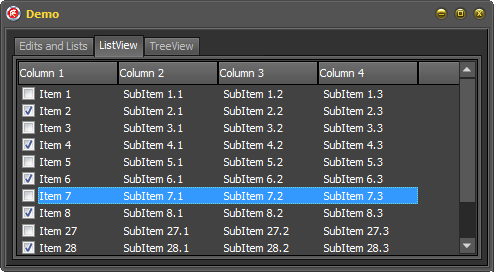 Demo
Edits and Lists ListView TreeView
Column 1 Column 2 Column 3 Column 4
Item 1 SubItem 1.1 SubItem 1.2 SubItem 1.3
Item 2 SubItem 2.1 SubItem 2.2 SubItem 2.3
Item 3 SubItem 3.1 SubItem 3.2 SubItem 3.3
Item 4 SubItem 4.1 SubItem 4.2 SubItem 4.3
Item 5 SubItem 5.1 SubItem 5.2 SubItem 5.3
Item 6 SubItem 6.1 SubItem 6.2 SubItem 6.3
Item 7 SubItem 7.1 SubItem 7.2 SubItem 7.3
Item 8 SubItem 8.1 SubItem 8.2 SubItem 8.3
Item 27 SubItem 27.1 SubItem 27.2 SubItem 27.3
Item 28 SubItem 28.1 SubItem 28.2 SubItem 28.3